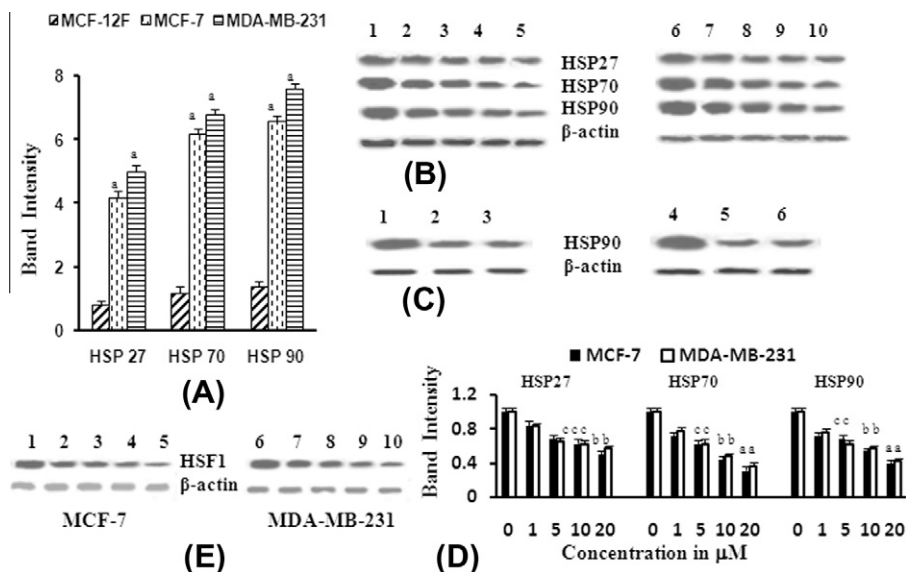 MCF-12F MCF-7 MDA-MB-231
Band Intensity
8
6
4
2
0
a
a
a
a
a
a
HSP 27 HSP 70 HSP 90
(A)
1 2 3 4 5
6 7 8 9 10
HSP27
HSP70
HSP90
β-actin
(B)
1 2 3
4 5 6
HSP90
β-actin
(C)
MCF-7 MDA-MB-231
HSP27 HSP70 HSP90
Band Intensity
1.2
0.8
0.4
0
c c c b b
c c b b a a
c c b b a a
0 1 5 10 20 0 1 5 10 20 0 1 5 10 20
Concentration in μM
(D)
1 2 3 4 5
6 7 8 9 10
HSF1
β-actin
MCF-7 MDA-MB-231
(E)